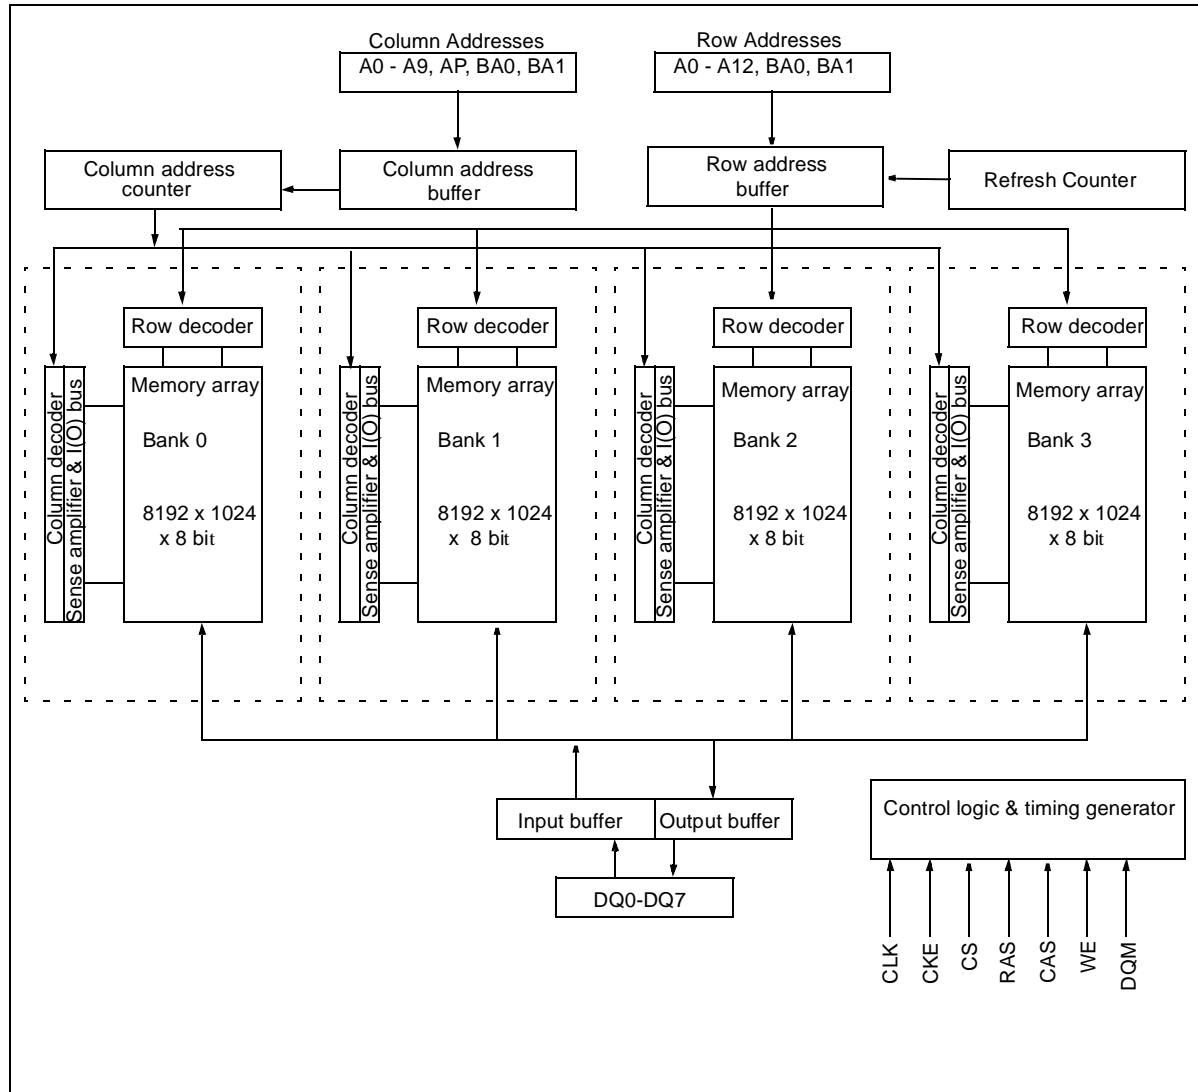 Column Addresses
A0 - A9, AP, BA0, BA1
Row Addresses
A0 - A12, BA0, BA1
Column address
counter
Column address
buffer
Row address
buffer
Refresh Counter
Row decoder
Row decoder
Row decoder
Row decoder
Column decoder
Sense amplifier & I(O) bus
Memory array
Bank 0
8192 x 1024
x 8 bit
Column decoder
Sense amplifier & I(O) bus
Memory array
Bank 1
8192 x 1024
x 8 bit
Column decoder
Sense amplifier & I(O) bus
Memory array
Bank 2
8192 x 1024
x 8 bit
Column decoder
Sense amplifier & I(O) bus
Memory array
Bank 3
8192 x 1024
x 8 bit
Input buffer
Output buffer
DQ0-DQ7
Control logic & timing generator
CLK
CKE
CS
RAS
CAS
WE
DQM